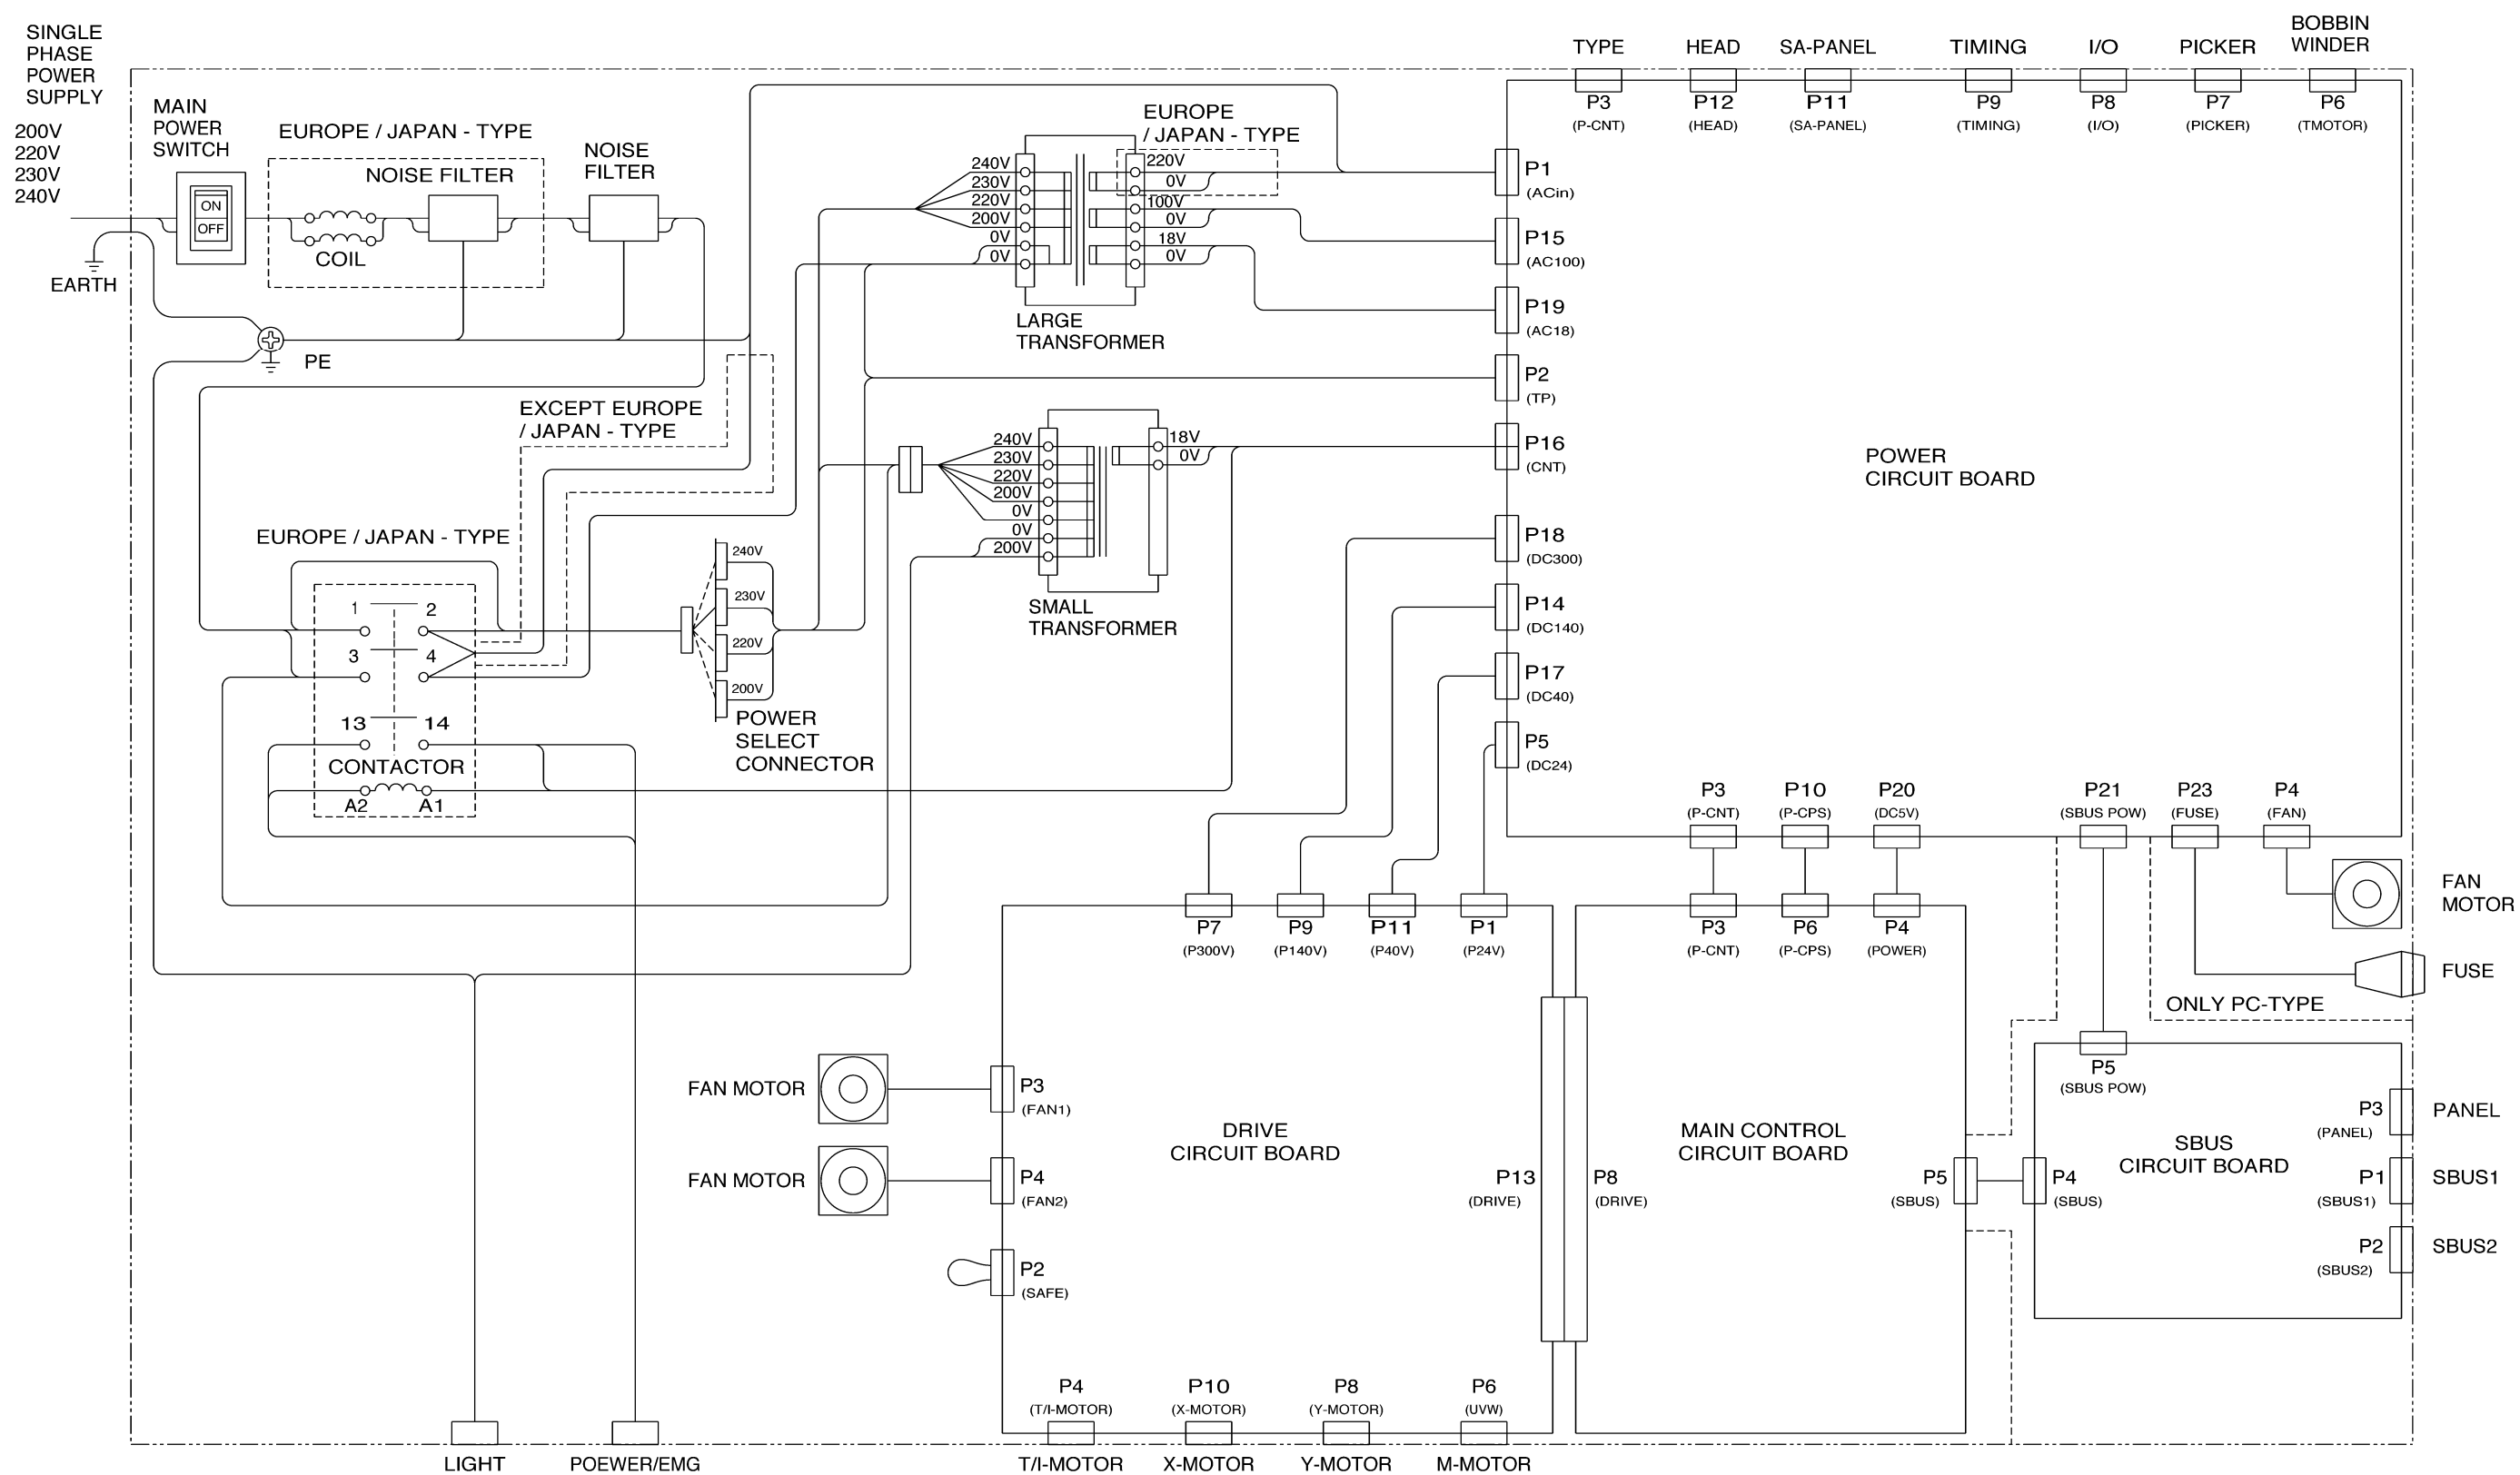 SINGLE
PHASE
POWER
SUPPLY
200V
220V
230V
240V
EARTH
MAIN
POWER
SWITCH
ON
OFF
EUROPE / JAPAN - TYPE
NOISE FILTER
COIL
NOISE
FILTER
PE
EXCEPT EUROPE
/ JAPAN - TYPE
EUROPE / JAPAN - TYPE
1
2
3
4
13
14
CONTACTOR
A2
A1
240V
230V
220V
200V
POWER
SELECT
CONNECTOR
240V
230V
220V
200V
0V
0V
EUROPE
/ JAPAN - TYPE
220V
0V
100V
0V
18V
0V
LARGE
TRANSFORMER
240V
230V
220V
200V
0V
0V
200V
18V
0V
SMALL
TRANSFORMER
TYPE
HEAD
SA-PANEL
TIMING
I/O
PICKER
BOBBIN
WINDER
P3
(P-CNT)
P12
(HEAD)
P11
(SA-PANEL)
P9
(TIMING)
P8
(I/O)
P7
(PICKER)
P6
(TMOTOR)
P1
(ACin)
P15
(AC100)
P19
(AC18)
P2
(TP)
P16
(CNT)
P18
(DC300)
P14
(DC140)
P17
(DC40)
P5
(DC24)
POWER
CIRCUIT BOARD
P3
(P-CNT)
P10
(P-CPS)
P20
(DC5V)
P21
(SBUS POW)
P23
(FUSE)
P4
(FAN)
FAN
MOTOR
FUSE
ONLY PC-TYPE
P7
(P300V)
P9
(P140V)
P11
(P40V)
P1
(P24V)
P3
(P-CNT)
P6
(P-CPS)
P4
(POWER)
FAN MOTOR
P3
(FAN1)
FAN MOTOR
P4
(FAN2)
P2
(SAFE)
DRIVE
CIRCUIT BOARD
P13
(DRIVE)
P8
(DRIVE)
MAIN CONTROL
CIRCUIT BOARD
P5
(SBUS)
P4
(SBUS)
P5
(SBUS POW)
SBUS
CIRCUIT BOARD
P3
(PANEL)
PANEL
P1
(SBUS1)
SBUS1
P2
(SBUS2)
SBUS2
P4
(T/I-MOTOR)
P10
(X-MOTOR)
P8
(Y-MOTOR)
P6
(UVW)
LIGHT
POEWER/EMG
T/I-MOTOR
X-MOTOR
Y-MOTOR
M-MOTOR